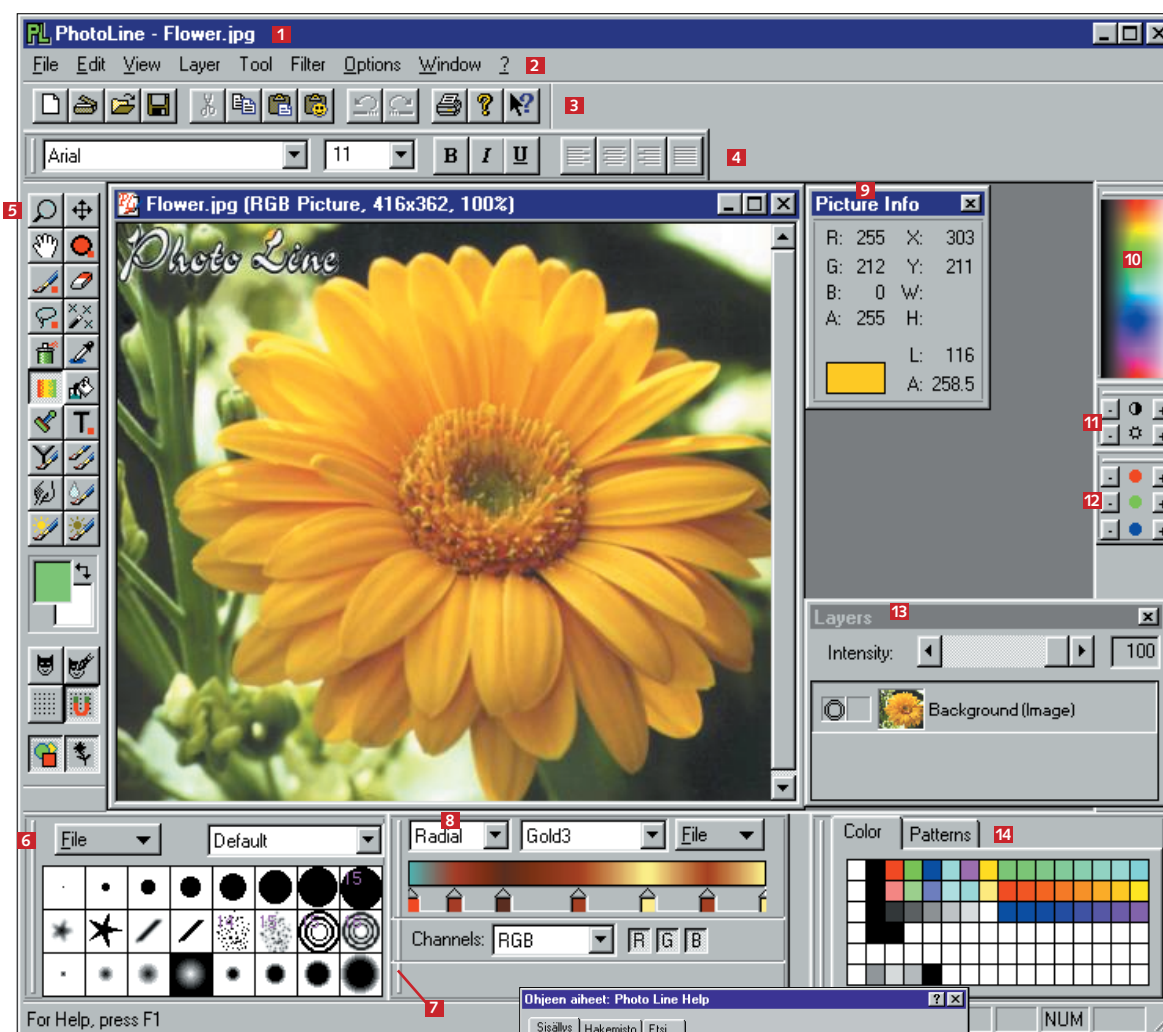 PhotoLine - Flower.jpg 1
File Edit View Layer Tool Filter Options Window ? 2
3
Arial 11 B I U 4
5
Flower.jpg (RGB Picture, 416x362, 100%)
Photo Line
T
9
Picture Info
R: 255 X: 303
G: 212 Y: 211
B: 0 W:
A: 255 H:
L: 116
A: 258.5
10
11
12
Layers 13
Intensity: 100
Background (Image)
6 File Default
15
8
Radial Gold3 File
Channels: RGB R G B
7
Color Patterns 14
Ohjeen aiheet: Photo Line Help
Sisällys Hakemisto Etsi
For Help, press F1
NUM